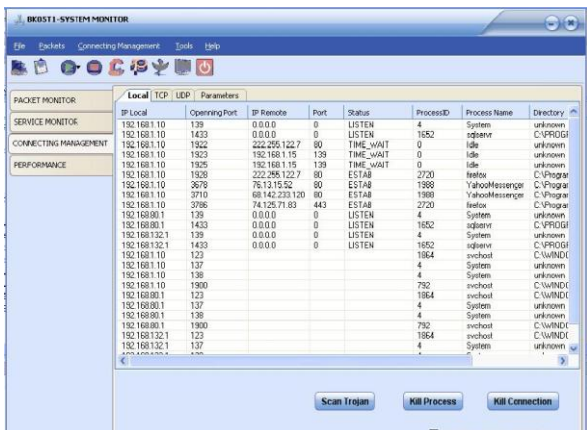 BKOST1-SYSTEM MONITOR
File Packets Connecting Management Tools Help
PACKET MONITOR
SERVICE MONITOR
CONNECTING MANAGEMENT
PERFORMANCE
Local TCP UDP Parameters
IP Local Openning Port IP Remote Port Status ProcessID Process Name Directory
192.168.1.10 139 0.0.0.0 0 LISTEN 4 System unknown
192.168.1.10 1433 0.0.0.0 0 LISTEN 1652 sqlservr C:\PROGF
192.168.1.10 1922 222.255.122.7 80 TIME_WAIT 0 Idle unknown
192.168.1.10 1923 192.168.1.15 139 TIME_WAIT 0 Idle unknown
192.168.1.10 1925 192.168.1.15 139 TIME_WAIT 0 Idle unknown
192.168.1.10 1928 222.255.122.7 80 ESTAB 2720 firefox C:\Progra
192.168.1.10 3678 76.13.15.52 80 ESTAB 1988 YahooMessenger C:\Progra
192.168.1.10 3710 68.142.233.120 80 ESTAB 1988 YahooMessenger C:\Progra
192.168.1.10 3786 74.125.71.83 443 ESTAB 2720 firefox C:\Progra
192.168.80.1 139 0.0.0.0 0 LISTEN 4 System unknown
192.168.80.1 1433 0.0.0.0 0 LISTEN 1652 sqlservr C:\PROGF
192.168.132.1 139 0.0.0.0 0 LISTEN 4 System unknown
192.168.132.1 1433 0.0.0.0 0 LISTEN 1652 sqlservr C:\PROGF
192.168.1.10 123 1864 svchost C:\WIND(
192.168.1.10 137 4 System unknown
192.168.1.10 138 4 System unknown
192.168.1.10 1900 792 svchost C:\WIND(
192.168.80.1 123 1864 svchost C:\WIND(
192.168.80.1 137 4 System unknown
192.168.80.1 138 4 System unknown
192.168.80.1 1900 792 svchost C:\WIND(
192.168.132.1 123 1864 svchost C:\WIND(
192.168.132.1 137 4 System unknown
Scan Trojan Kill Process Kill Connection